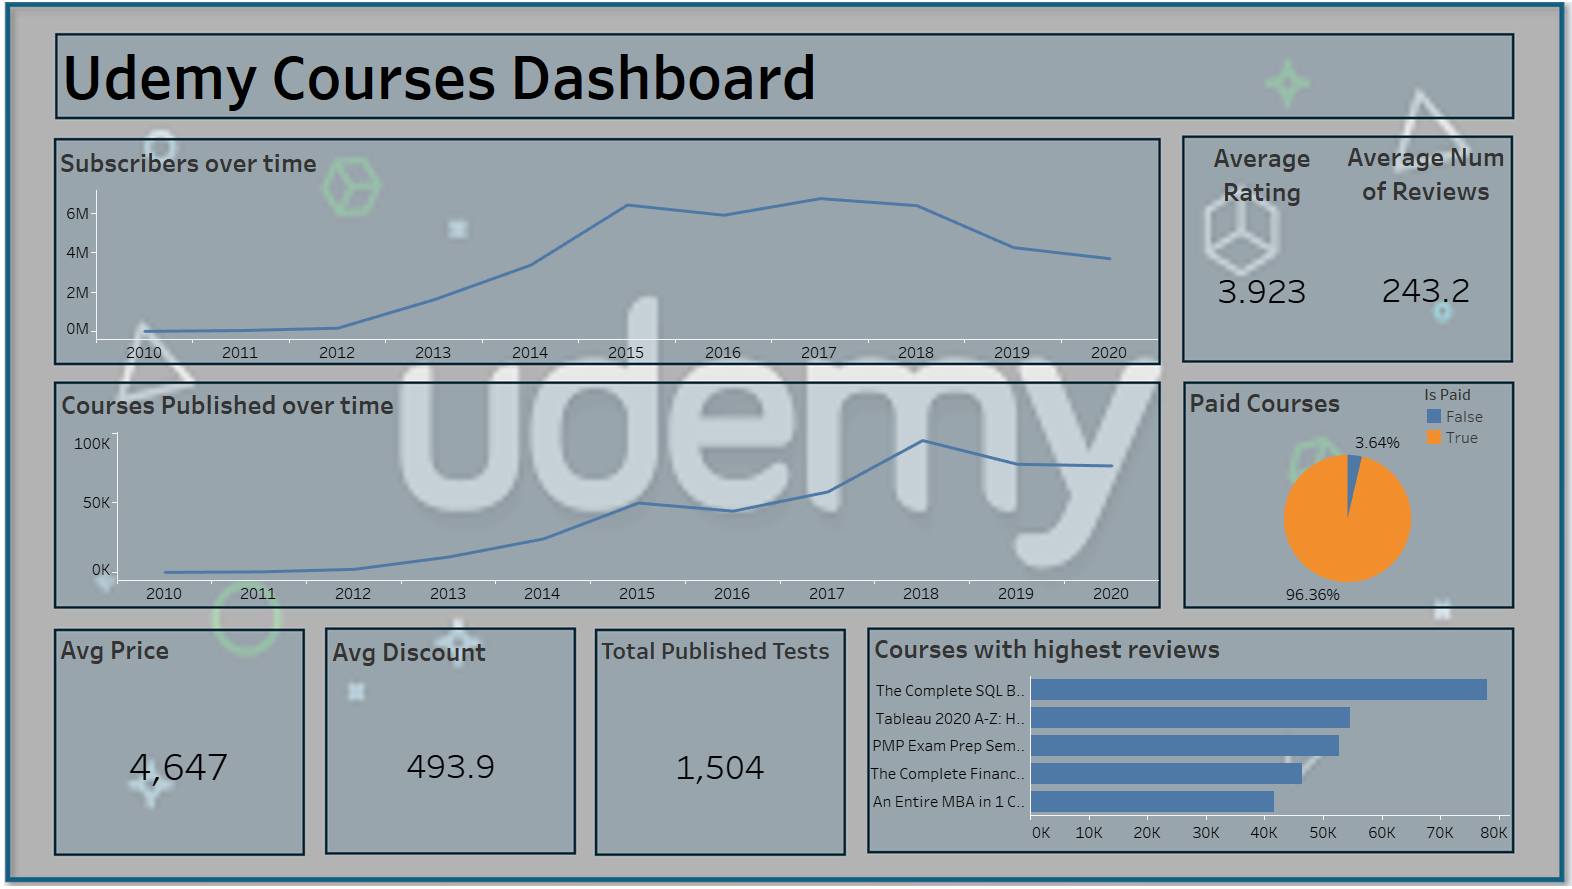 Udemy Courses Dashboard
Subscribers over time
6M
4M
2M
0M
2010 2011 2012 2013 2014 2015 2016 2017 2018 2019 2020
Average Rating
3.923
Average Num of Reviews
243.2
udemy
Courses Published over time
100K
50K
0K
2010 2011 2012 2013 2014 2015 2016 2017 2018 2019 2020
Paid Courses
Is Paid
False
True
3.64%
96.36%
Avg Price
4,647
Avg Discount
493.9
Total Published Tests
1,504
Courses with highest reviews
The Complete SQL B..
Tableau 2020 A-Z: H..
PMP Exam Prep Sem..
The Complete Financ..
An Entire MBA in 1 C..
0K 10K 20K 30K 40K 50K 60K 70K 80K